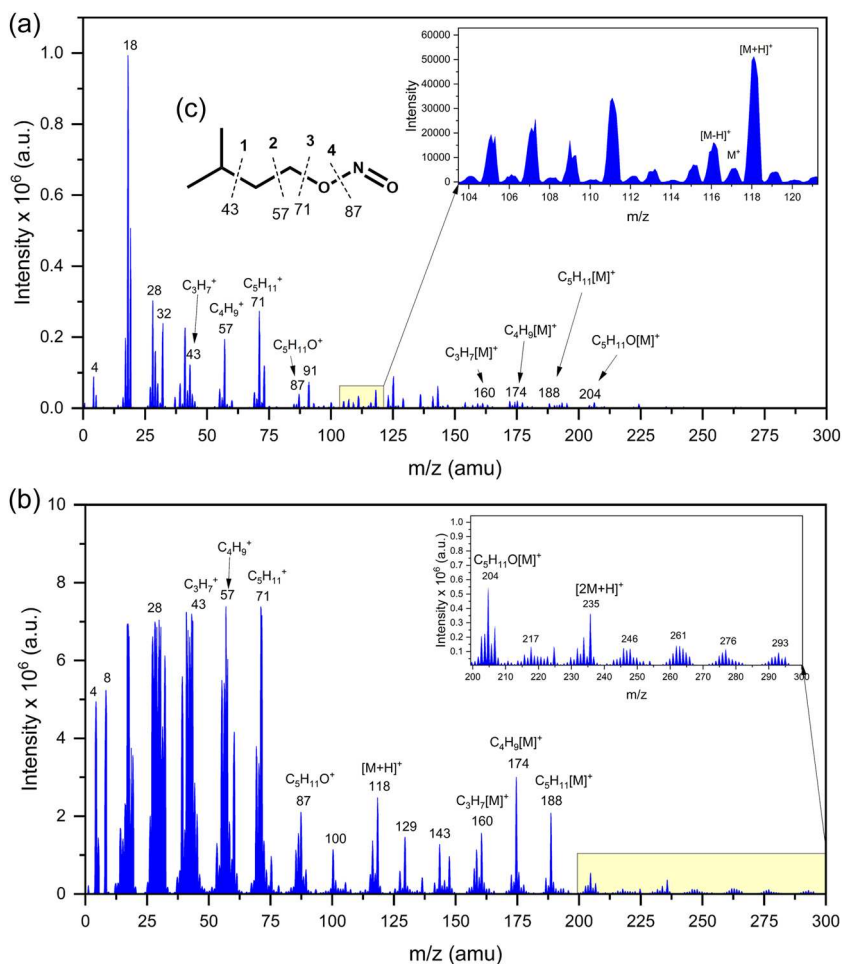 (a)
18
(c)
1 2 3 4
N
O O
43 57 71 87
28
32
4
C₃H₇⁺
43
C₄H₉⁺
57
C₅H₁₁⁺
71
C₅H₁₁O⁺
87
91
C₃H₇[M]⁺
160
C₄H₉[M]⁺
174
C₅H₁₁[M]⁺
188
C₅H₁₁O[M]⁺
204
Intensity x 10⁶ (a.u.)
1.0
0.8
0.6
0.4
0.2
0.0
0 25 50 75 100 125 150 175 200 225 250 275 300
m/z (amu)
Intensity
60000
50000
40000
30000
20000
10000
0
[M+H]⁺
[M-H]⁺
M⁺
104 106 108 110 112 114 116 118 120
m/z
(b)
Intensity x 10⁶ (a.u.)
10
8
6
4
2
0
4
8
28
C₃H₇⁺
43
C₄H₉⁺
57
C₅H₁₁⁺
71
C₅H₁₁O⁺
87
100
[M+H]⁺
118
129
143
C₃H₇[M]⁺
160
C₄H₉[M]⁺
174
C₅H₁₁[M]⁺
188
0 25 50 75 100 125 150 175 200 225 250 275 300
m/z (amu)
Intensity x 10⁶ (a.u.)
1.0
0.9
0.8
0.7
0.6
0.5
0.4
0.3
0.2
0.1
C₅H₁₁O[M]⁺
204
217
[2M+H]⁺
235
246
261
276
293
200 210 220 230 240 250 260 270 280 290 300
m/z